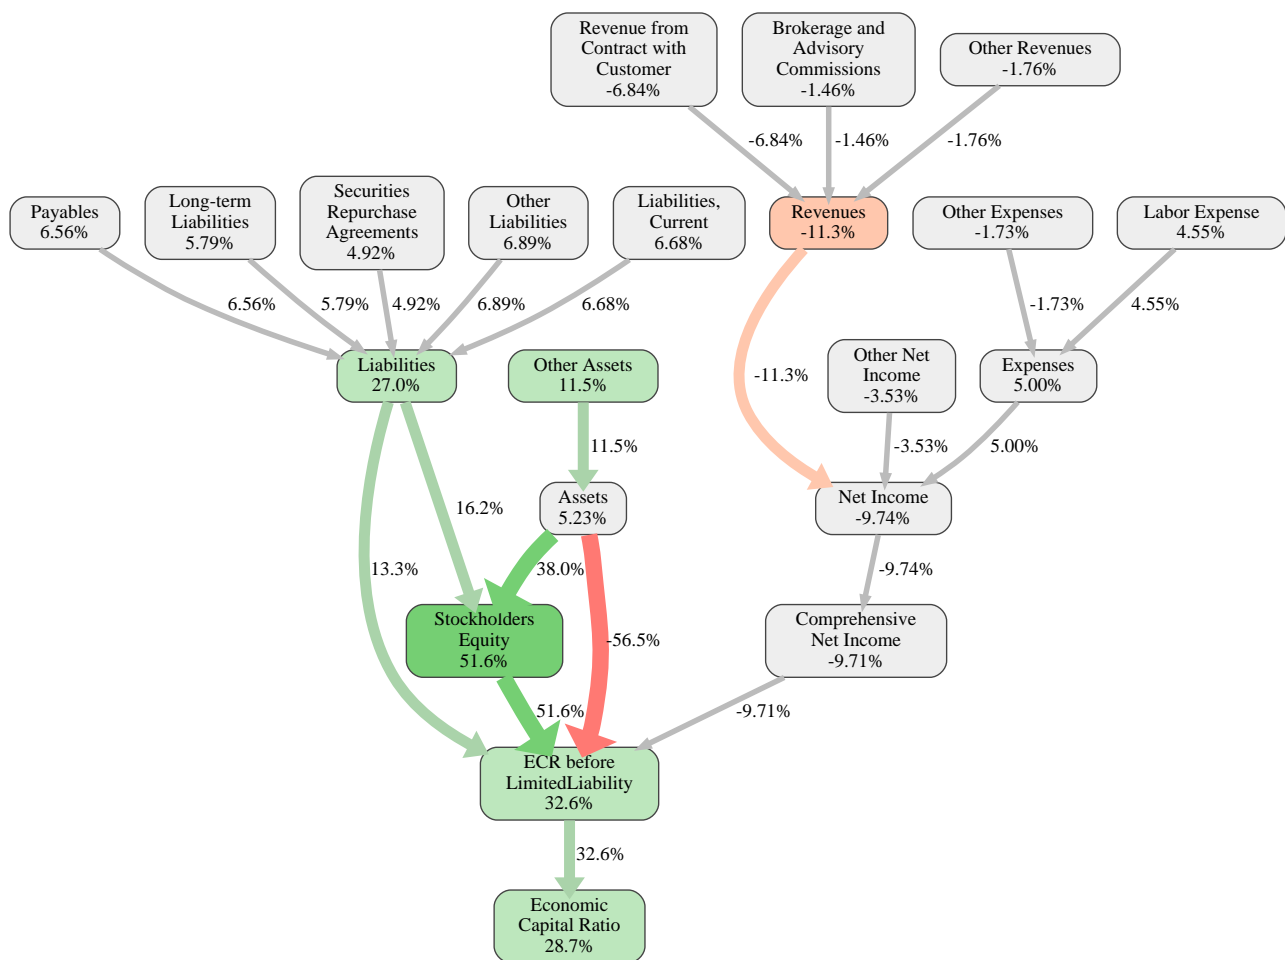 Revenue from
Contract with
Customer
-6.84%
Brokerage and
Advisory
Commissions
-1.46%
Other Revenues
-1.76%
-6.84%
-1.46%
-1.76%
Payables
6.56%
Long-term
Liabilities
5.79%
Securities
Repurchase
Agreements
4.92%
Other
Liabilities
6.89%
Liabilities,
Current
6.68%
Revenues
-11.3%
Other Expenses
-1.73%
Labor Expense
4.55%
6.56%
5.79%
4.92%
6.89%
6.68%
-1.73%
4.55%
Liabilities
27.0%
Other Assets
11.5%
-11.3%
Other Net
Income
-3.53%
Expenses
5.00%
11.5%
-3.53%
5.00%
Assets
5.23%
Net Income
-9.74%
16.2%
13.3%
38.0%
-9.74%
Stockholders
Equity
51.6%
-56.5%
Comprehensive
Net Income
-9.71%
51.6%
-9.71%
ECR before
LimitedLiability
32.6%
32.6%
Economic
Capital Ratio
28.7%